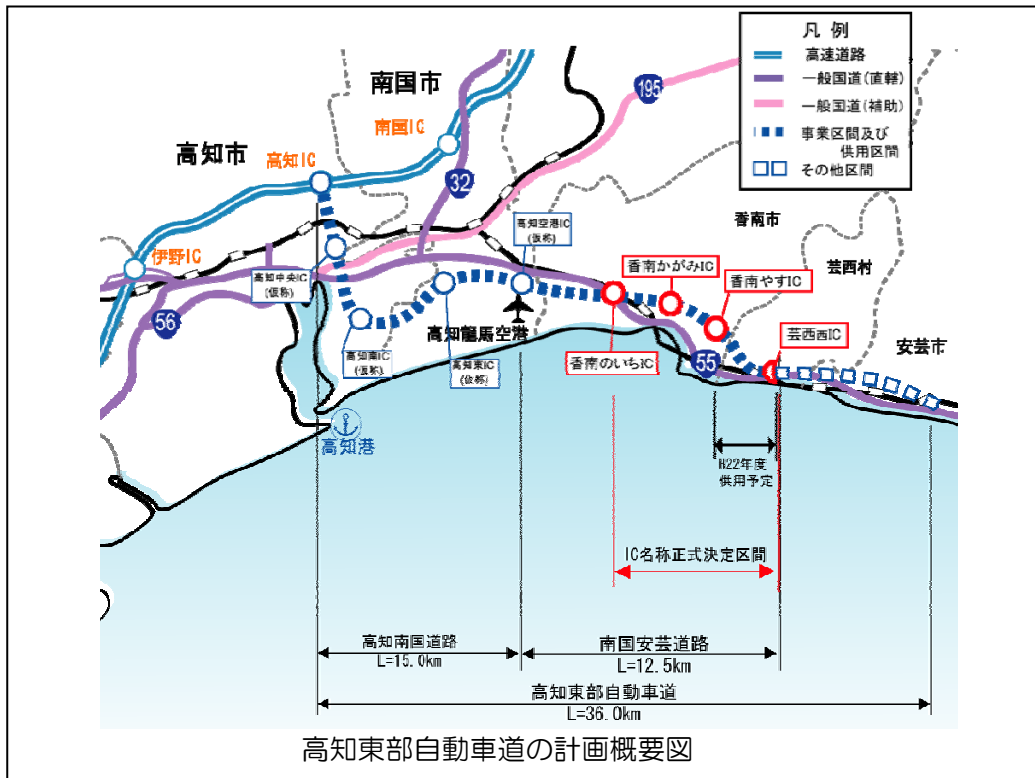 凡 例
高速道路
一般国道(直轄)
一般国道(補助)
事業区間及び
供用区間
その他区間
南国市
195
南国IC
高知市
高知IC
32
香南市
高知空港IC
(仮称)
芸西村
伊野IC
香南かがみIC
高知中央IC
(仮称)
香南やすIC
56
高知龍馬空港
芸西西IC
安芸市
高知南IC
(仮称)
高知東IC
(仮称)
香南のいちIC
55
高知港
H22年度
供用予定
IC名称正式決定区間
高知南国道路
L=15.0km
南国安芸道路
L=12.5km
高知東部自動車道
L=36.0km
高知東部自動車道の計画概要図